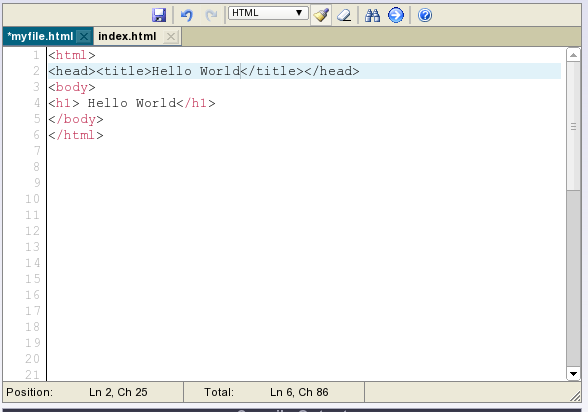 HTML
*myfile.html index.html
1 <html>
2 <head><title>Hello World</title></head>
3 <body>
4 <h1> Hello World</h1>
5 </body>
6 </html>
7
8
9
10
11
12
13
14
15
16
17
18
19
20
21
Position: Ln 2, Ch 25 Total: Ln 6, Ch 86